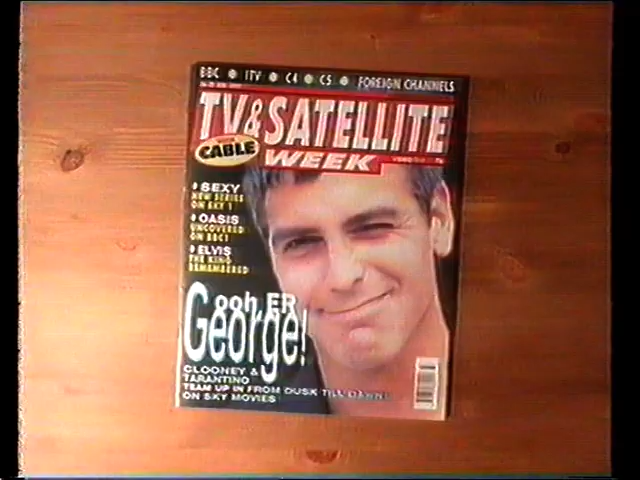 BBC ITV C4 C5 FOREIGN CHANNELS
TV & SATELLITE
CABLE
WEEK
SEXY
NEW SERIES
ON SKY 1
OASIS
UNCOVERED
ON BBC1
ELVIS
THE KING
REMEMBERED
Gooh ER
George!
CLOONEY &
TARANTINO
TEAM UP IN FROM DUSK TILL DAWN
ON SKY MOVIES